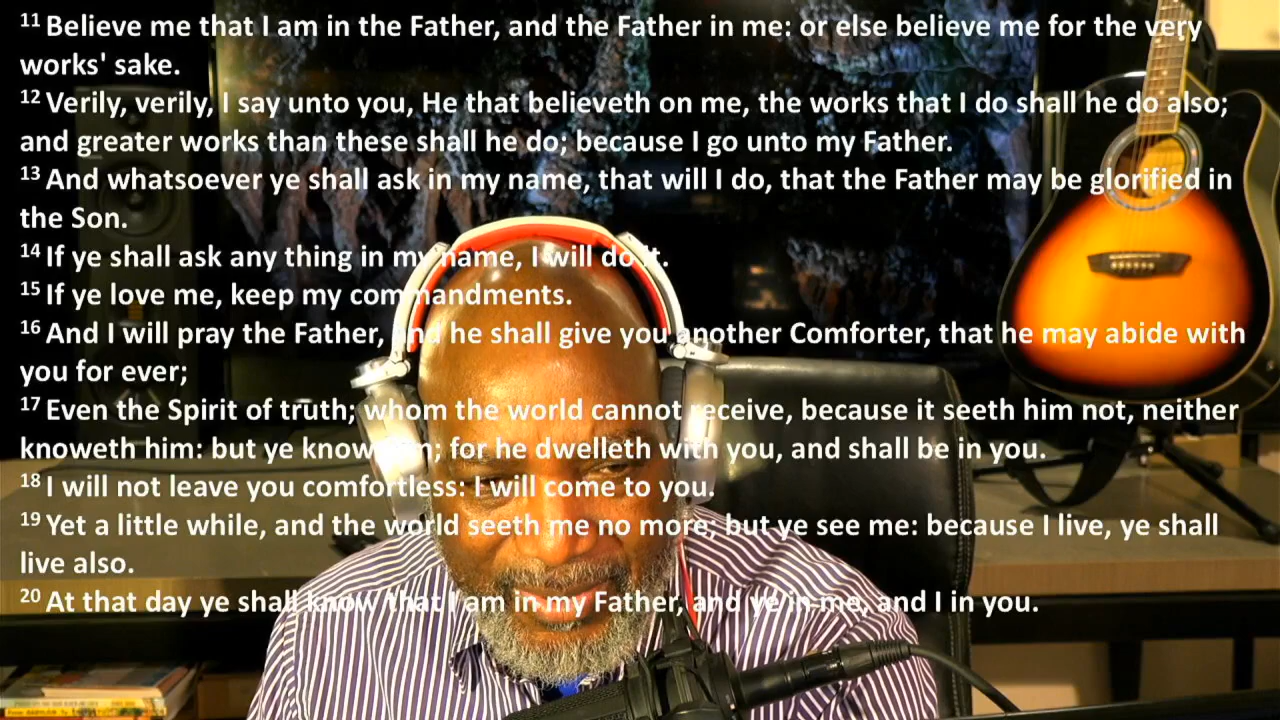 11 Believe me that I am in the Father, and the Father in me: or else believe me for the very
works' sake.
12 Verily, verily, I say unto you, He that believeth on me, the works that I do shall he do also;
and greater works than these shall he do; because I go unto my Father.
13 And whatsoever ye shall ask in my name, that will I do, that the Father may be glorified in
the Son.
14 If ye shall ask any thing in my name, I will do it.
15 If ye love me, keep my commandments.
16 And I will pray the Father, and he shall give you another Comforter, that he may abide with
you for ever;
17 Even the Spirit of truth; whom the world cannot receive, because it seeth him not, neither
knoweth him: but ye know him; for he dwelleth with you, and shall be in you.
18 I will not leave you comfortless: I will come to you.
19 Yet a little while, and the world seeth me no more; but ye see me: because I live, ye shall
live also.
20 At that day ye shall know that I am in my Father, and ye in me, and I in you.